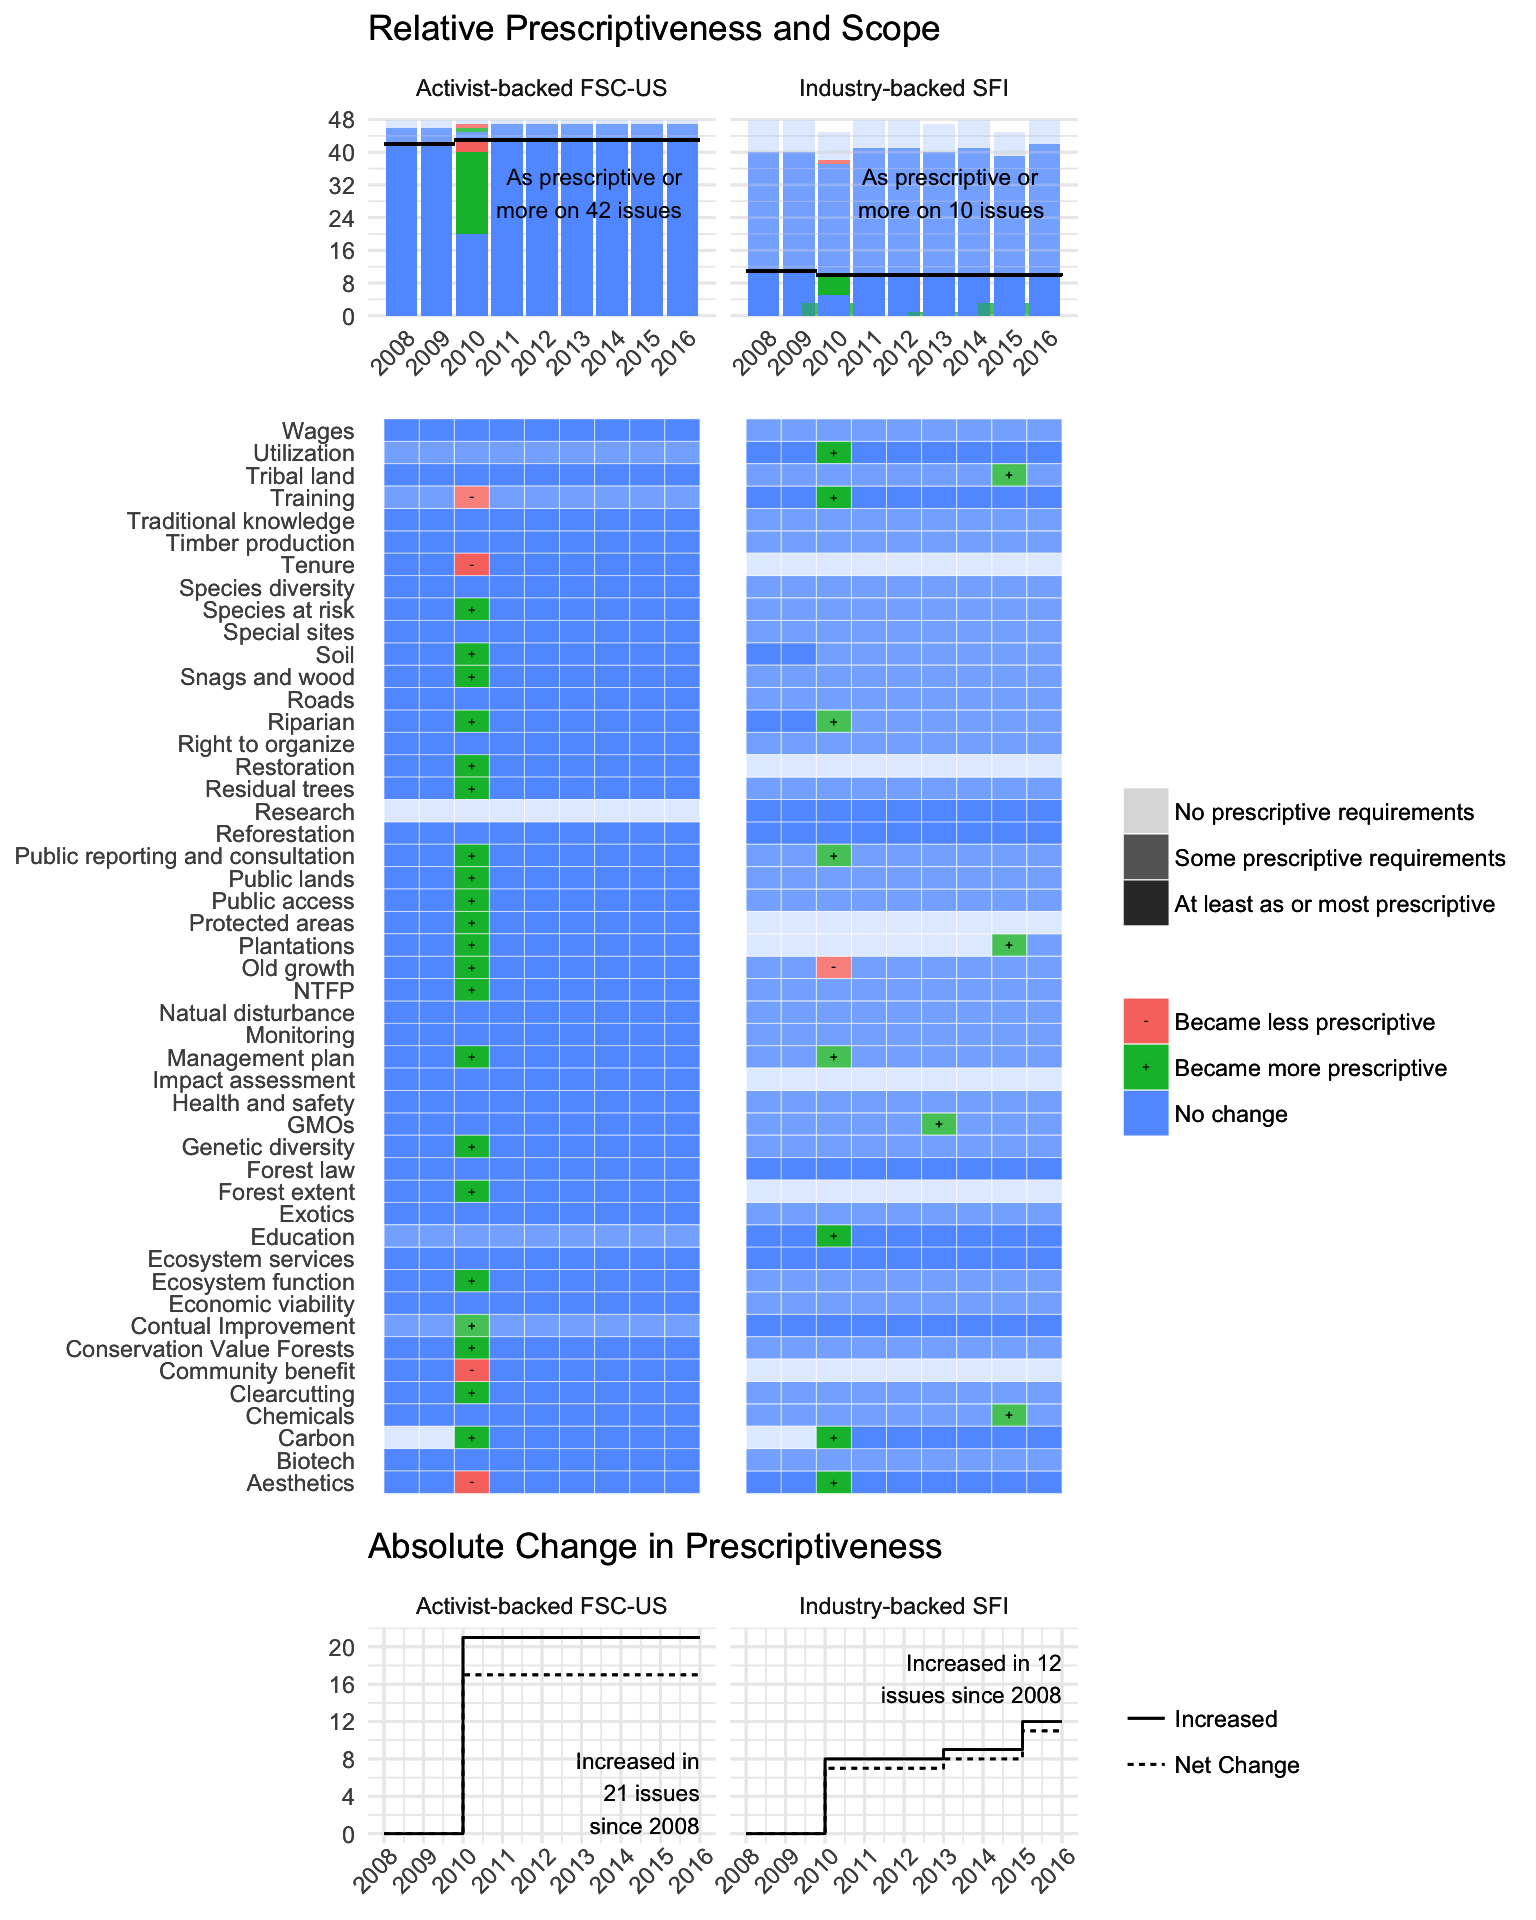 Relative Prescriptiveness and Scope
Activist-backed FSC-US
Industry-backed SFI
48
40
32
24
16
8
0
As prescriptive or
more on 42 issues
As prescriptive or
more on 10 issues
2008 2009 2010 2011 2012 2013 2014 2015 2016
2008 2009 2010 2011 2012 2013 2014 2015 2016
Wages
Utilization
+
Tribal land
+
Training
- +
Traditional knowledge
Timber production
Tenure
-
Species diversity
Species at risk
+
Special sites
Soil
+
Snags and wood
+
Roads
Riparian
+ +
Right to organize
Restoration
+
Residual trees
+
Research
Reforestation
Public reporting and consultation
+ +
Public lands
+
Public access
+
Protected areas
+
Plantations
+ +
Old growth
+ -
NTFP
+
Natual disturbance
Monitoring
Management plan
+ +
Impact assessment
Health and safety
GMOs
+
Genetic diversity
+
Forest law
Forest extent
+
Exotics
Education
+
Ecosystem services
Ecosystem function
+
Economic viability
Contual Improvement
+
Conservation Value Forests
+
Community benefit
-
Clearcutting
+
Chemicals
+
Carbon
+ +
Biotech
Aesthetics
- +
No prescriptive requirements
Some prescriptive requirements
At least as or most prescriptive
- Became less prescriptive
+ Became more prescriptive
No change
Absolute Change in Prescriptiveness
Activist-backed FSC-US
Industry-backed SFI
20
16
12
8
4
0
Increased in
21 issues
since 2008
Increased in 12
issues since 2008
2008 2009 2010 2011 2012 2013 2014 2015 2016
2008 2009 2010 2011 2012 2013 2014 2015 2016
Increased
Net Change